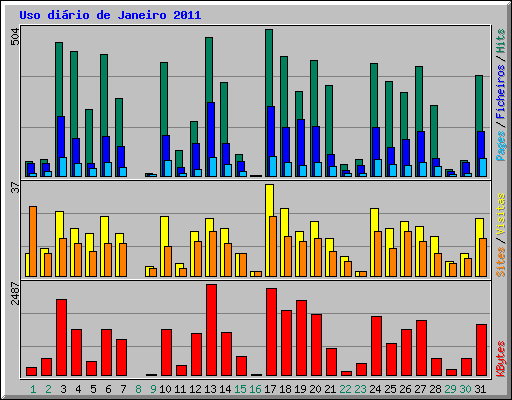 Uso diário de Janeiro 2011
504
37
2487
Pages / Ficheiros / Hits
Sites / Visitas
KBytes
1 2 3 4 5 6 7 8 9 10 11 12 13 14 15 16 17 18 19 20 21 22 23 24 25 26 27 28 29 30 31